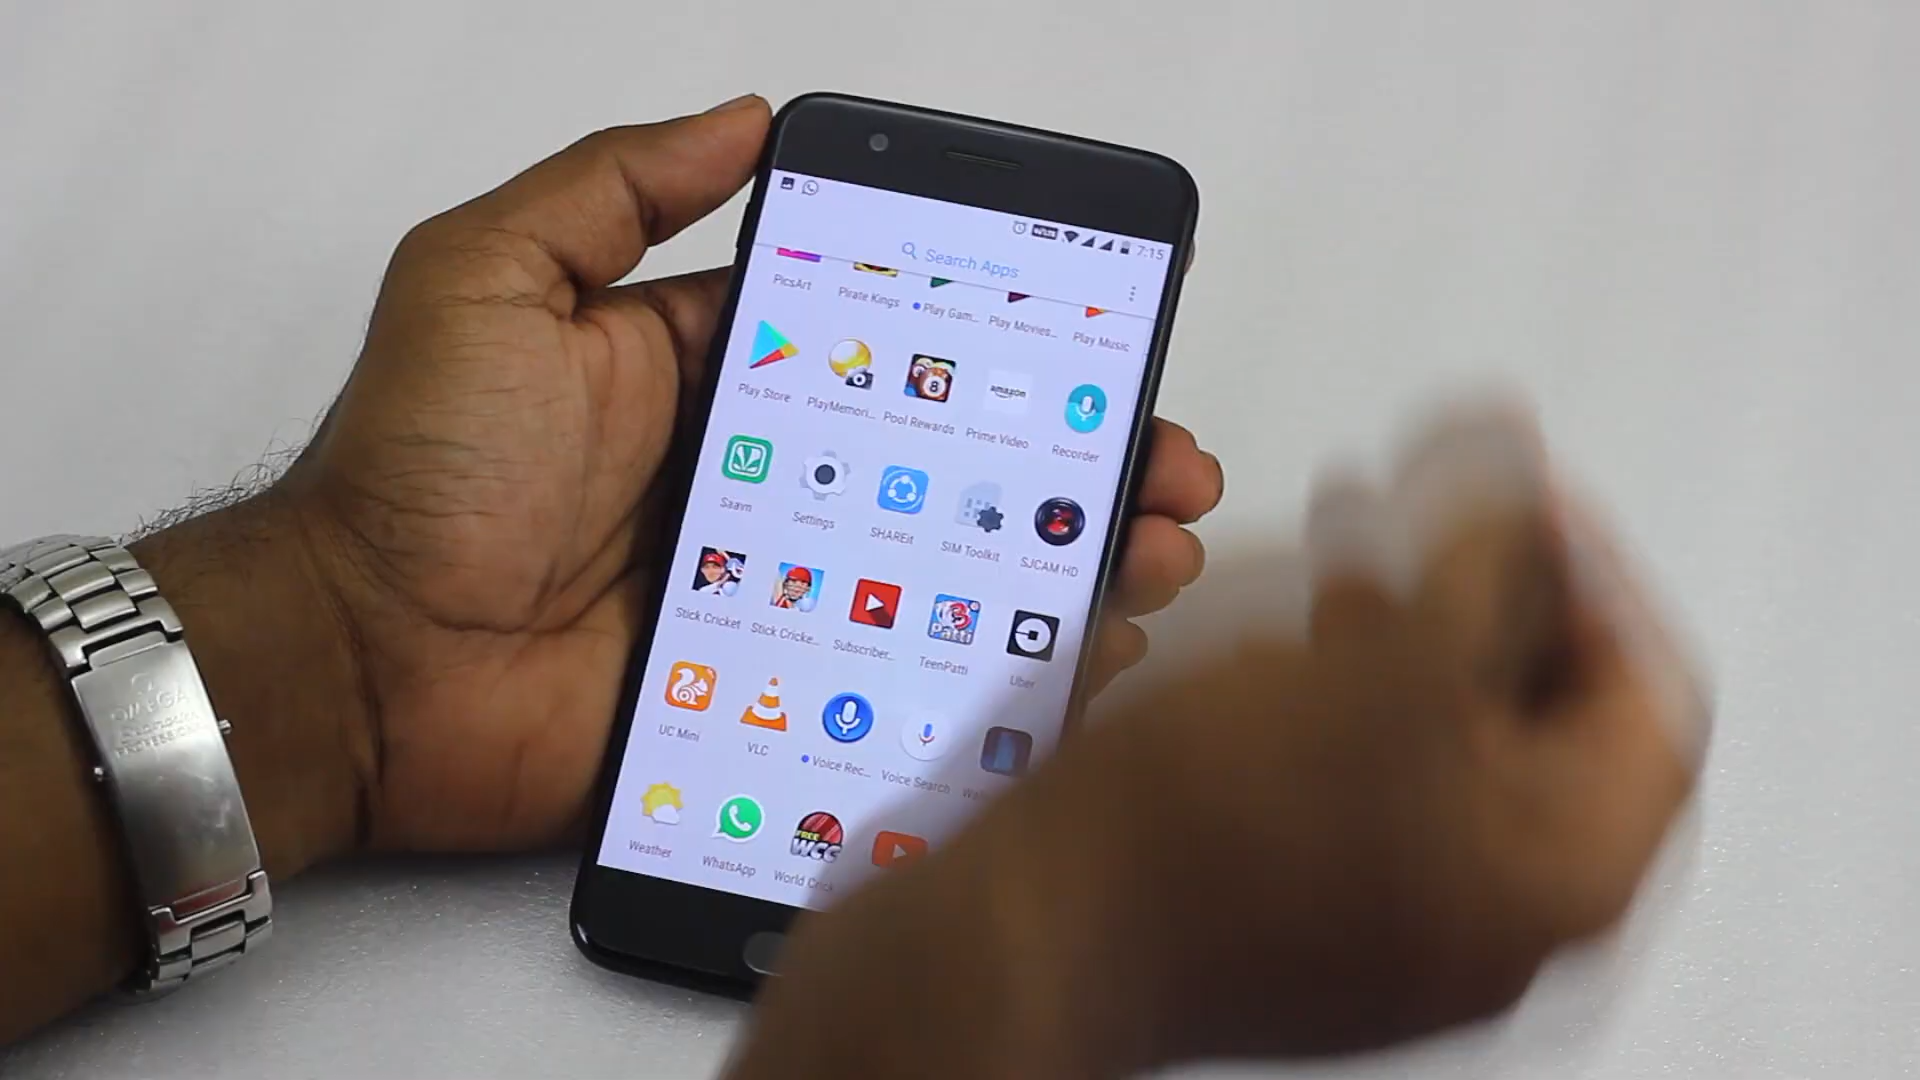 7:15
Search Apps
PicsArt
Pirate Kings
Play Gam...
Play Movies...
Play Music
Play Store
PlayMemori...
Pool Rewards
amazon
Prime Video
Recorder
Saavn
Settings
SHAREit
SIM Toolkit
SJCAM HD
Stick Cricket
Stick Cricke...
Subscriber...
patti
TeenPatti
Uber
UC Mini
VLC
Voice Rec...
Voice Search
Weather
WhatsApp
FREE
WCC
World Crick
8
OMEGA
PROFESSIONAL